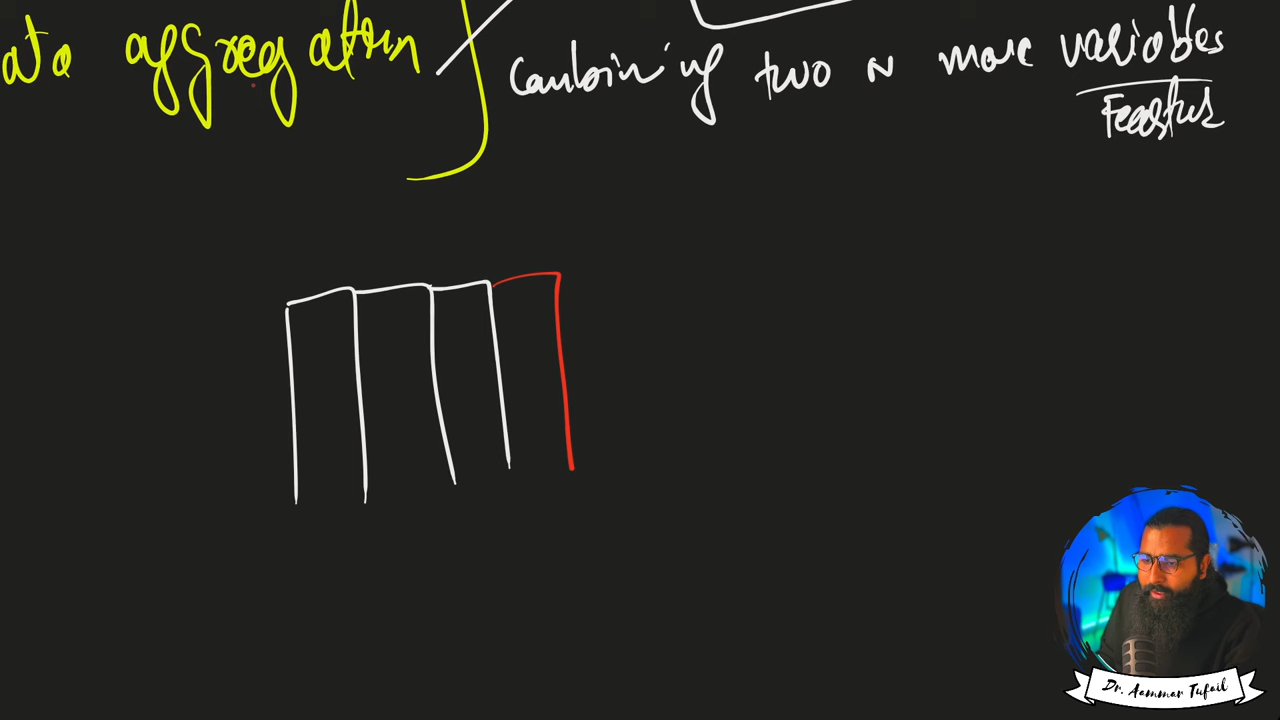 ata aggregation
Combining two or more variables
Features
Dr. Aammar Tufail